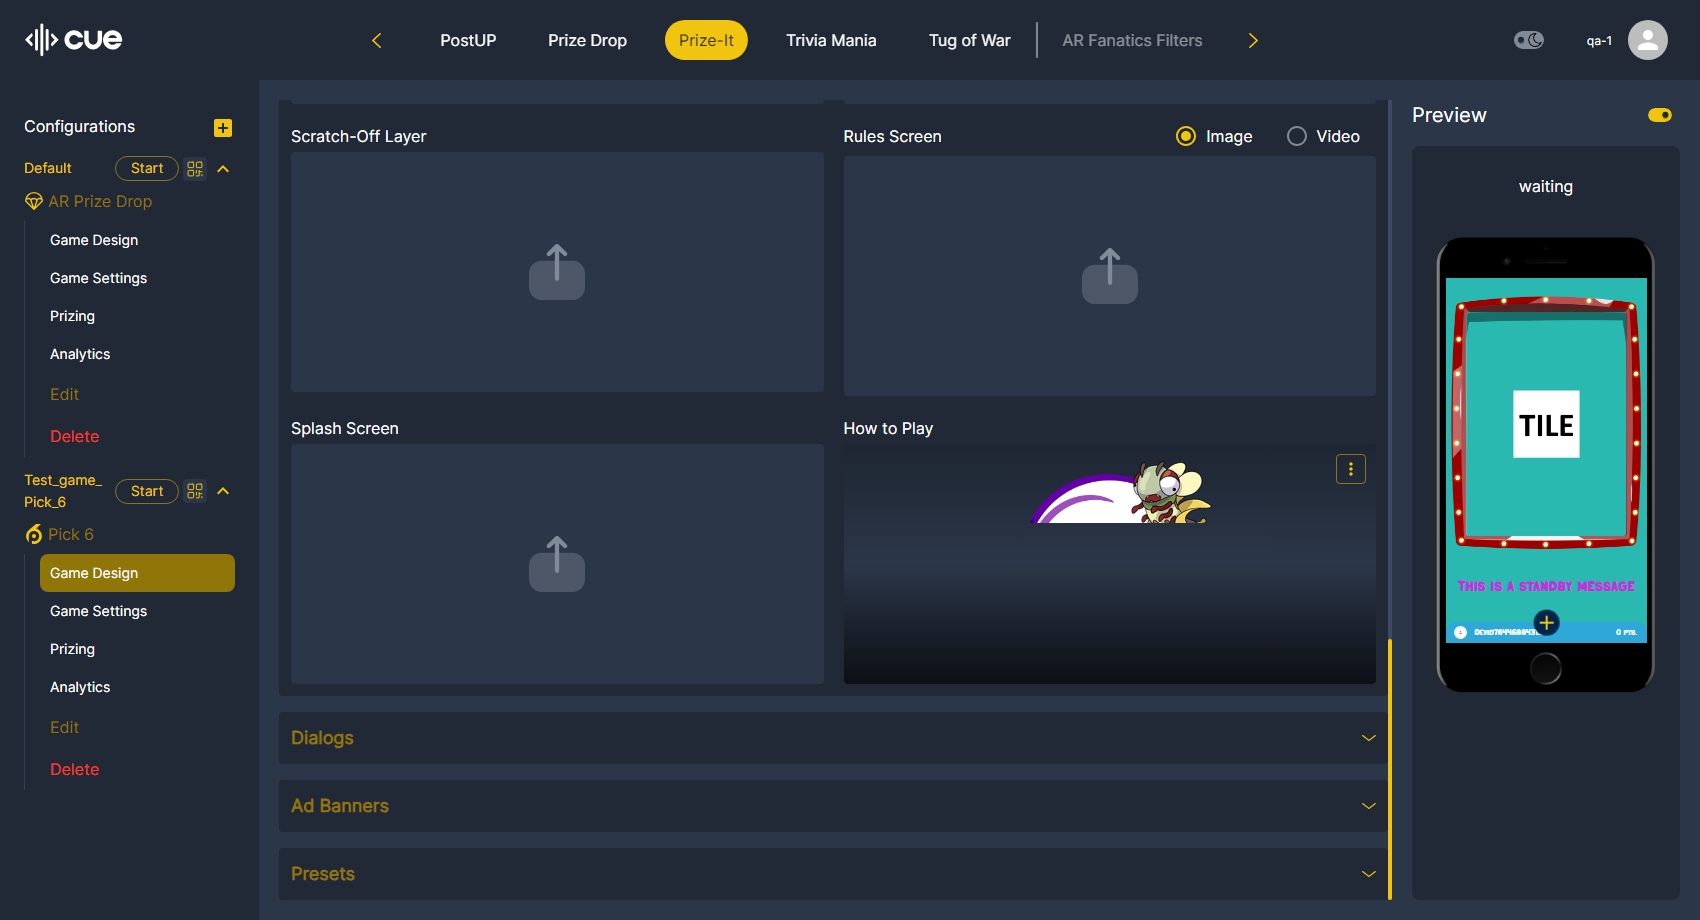 cue
PostUP
Prize Drop
Prize-It
Trivia Mania
Tug of War
AR Fanatics Filters
qa-1
Configurations
Default
Start
AR Prize Drop
Game Design
Game Settings
Prizing
Analytics
Edit
Delete
Test_game_
Pick_6
Start
Pick 6
Game Design
Game Settings
Prizing
Analytics
Edit
Delete
Scratch-Off Layer
Rules Screen
Image
Video
Splash Screen
How to Play
Dialogs
Ad Banners
Presets
Preview
waiting
TILE
This is a standby message
0 pts.